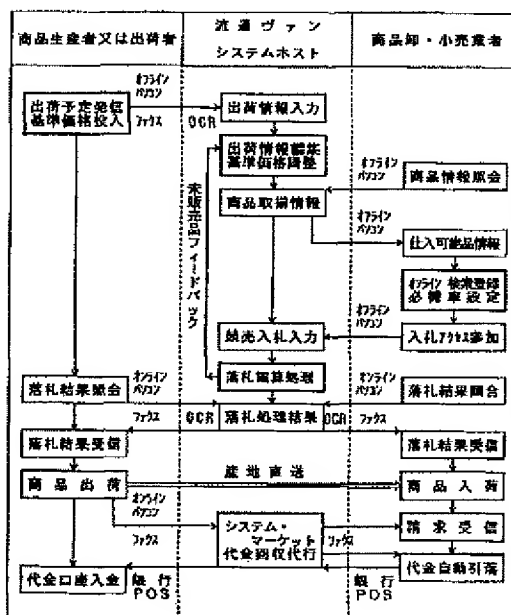 商品生産者又は出荷者
流通ヴァン
システムホスト
商品卸・小売業者
オフライン
パソコン
出荷予定発信
基準価格投入
ファクス
OCR
出荷情報入力
出荷情報編集
基準価格調整
オフライン
パソコン
商品情報照会
商品取揃情報
オフライン
パソコン
仕入可能品情報
未販売品フィードバック
オフライン 検索登録
必需率設定
オフライン
パソコン
競売入札入力
入札アクセス参加
落札演算処理
落札結果照会
オンライン
パソコン
オンライン
パソコン
落札結果照合
ファクス
OCR
落札処理結果
OCR
ファクス
落札結果受信
落札結果受信
産地直送
商品出荷
商品入荷
オンライン
パソコン
ファクス
システム・
マーケット
代金回収代行
ファクス
請求受信
代金自動引落
代金口座入金
銀行
POS
銀行
POS